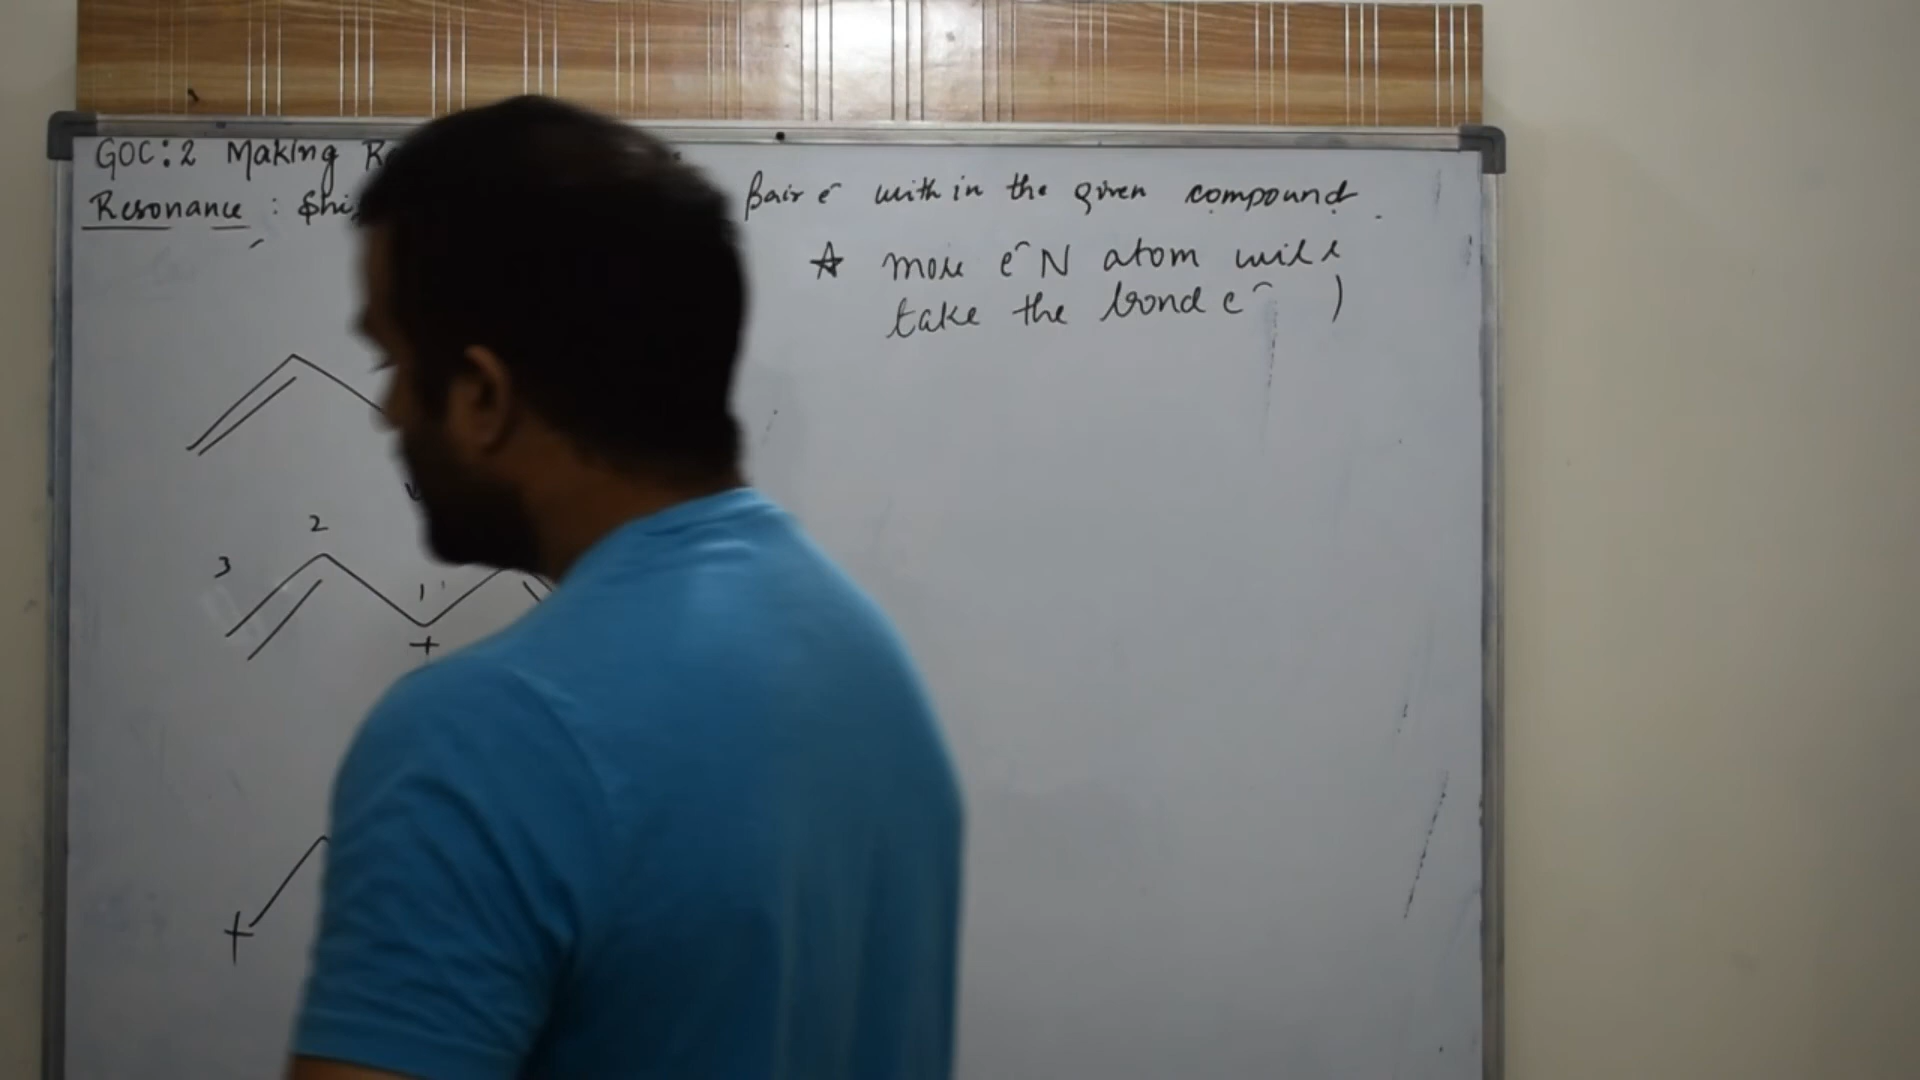 GOC:2 Making R
Resonance : Shi
pair e⁻ with in the given compound.
☆ more e⁻N atom will
take the bond e⁻ )
2
3
1
+
+